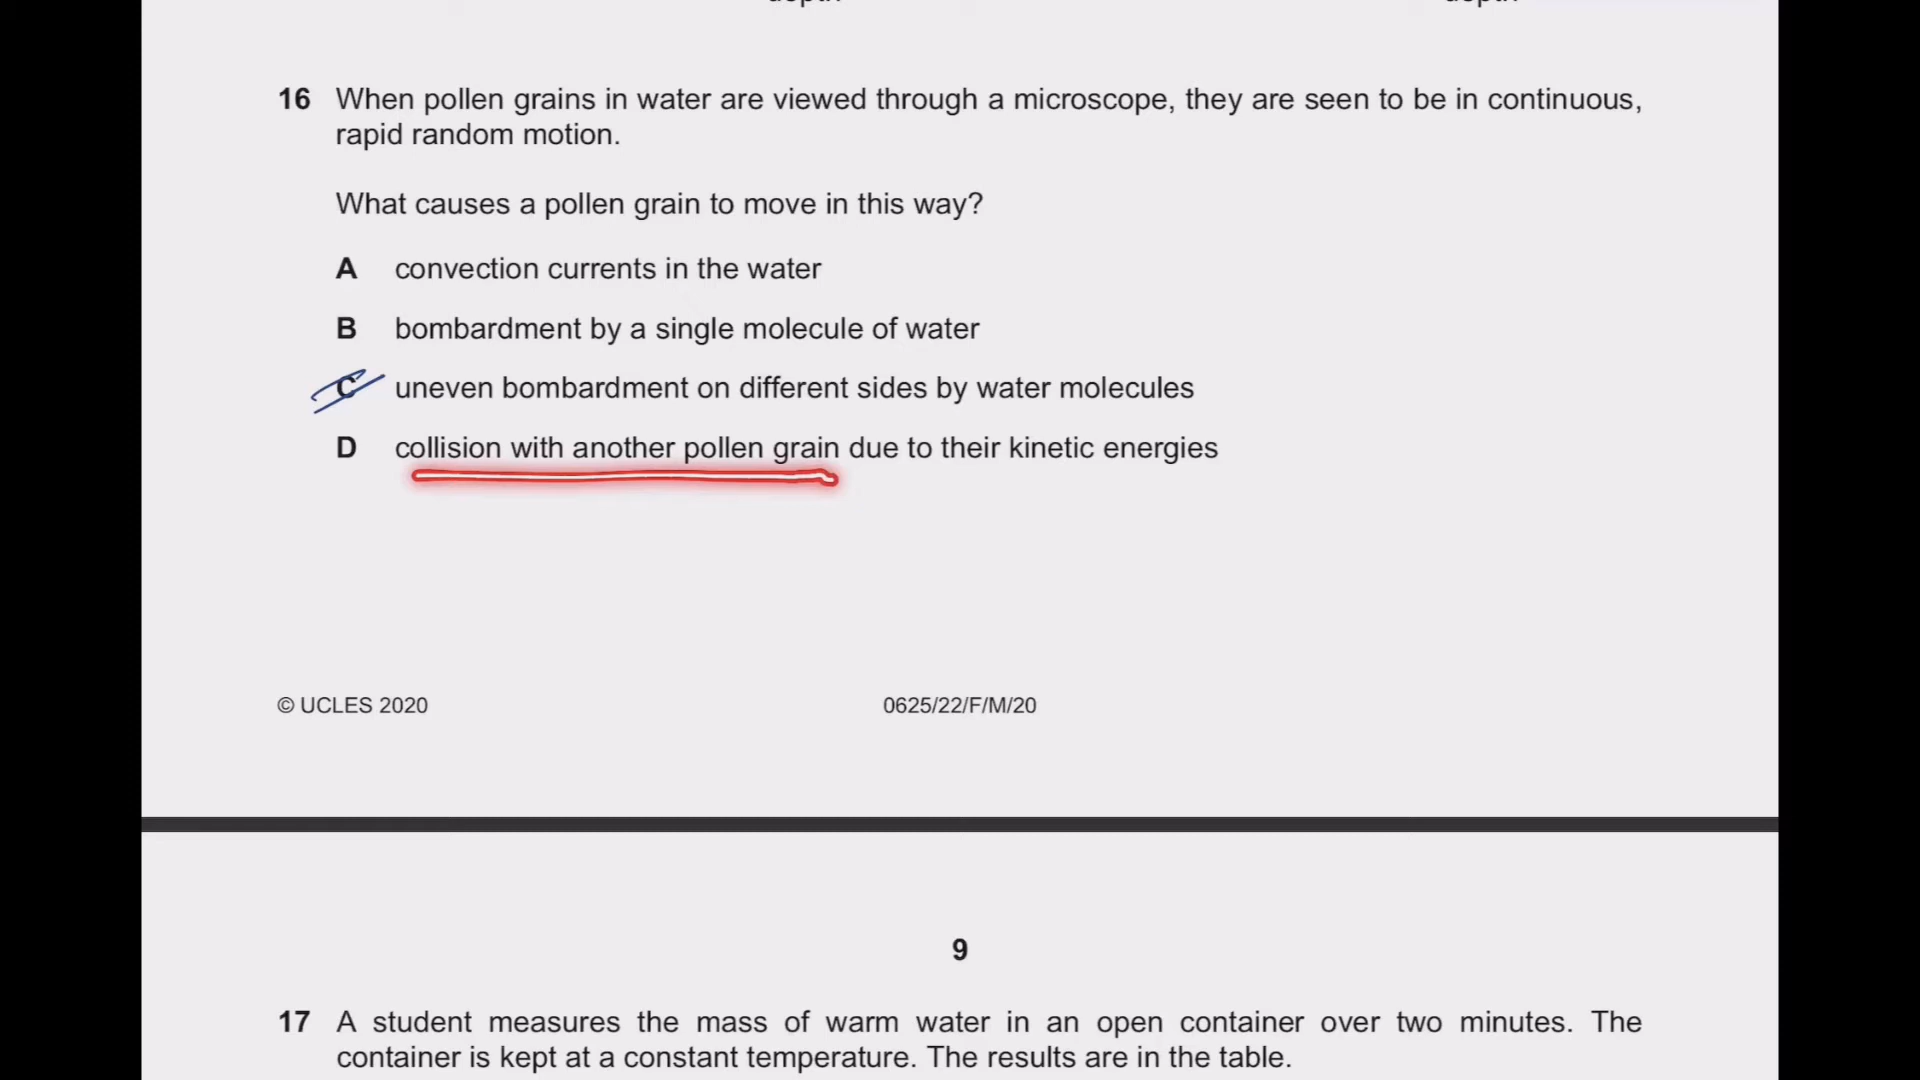 16 When pollen grains in water are viewed through a microscope, they are seen to be in continuous,
rapid random motion.
What causes a pollen grain to move in this way?
A convection currents in the water
B bombardment by a single molecule of water
C uneven bombardment on different sides by water molecules
D collision with another pollen grain due to their kinetic energies
© UCLES 2020 0625/22/F/M/20
9
17 A student measures the mass of warm water in an open container over two minutes. The
container is kept at a constant temperature. The results are in the table.